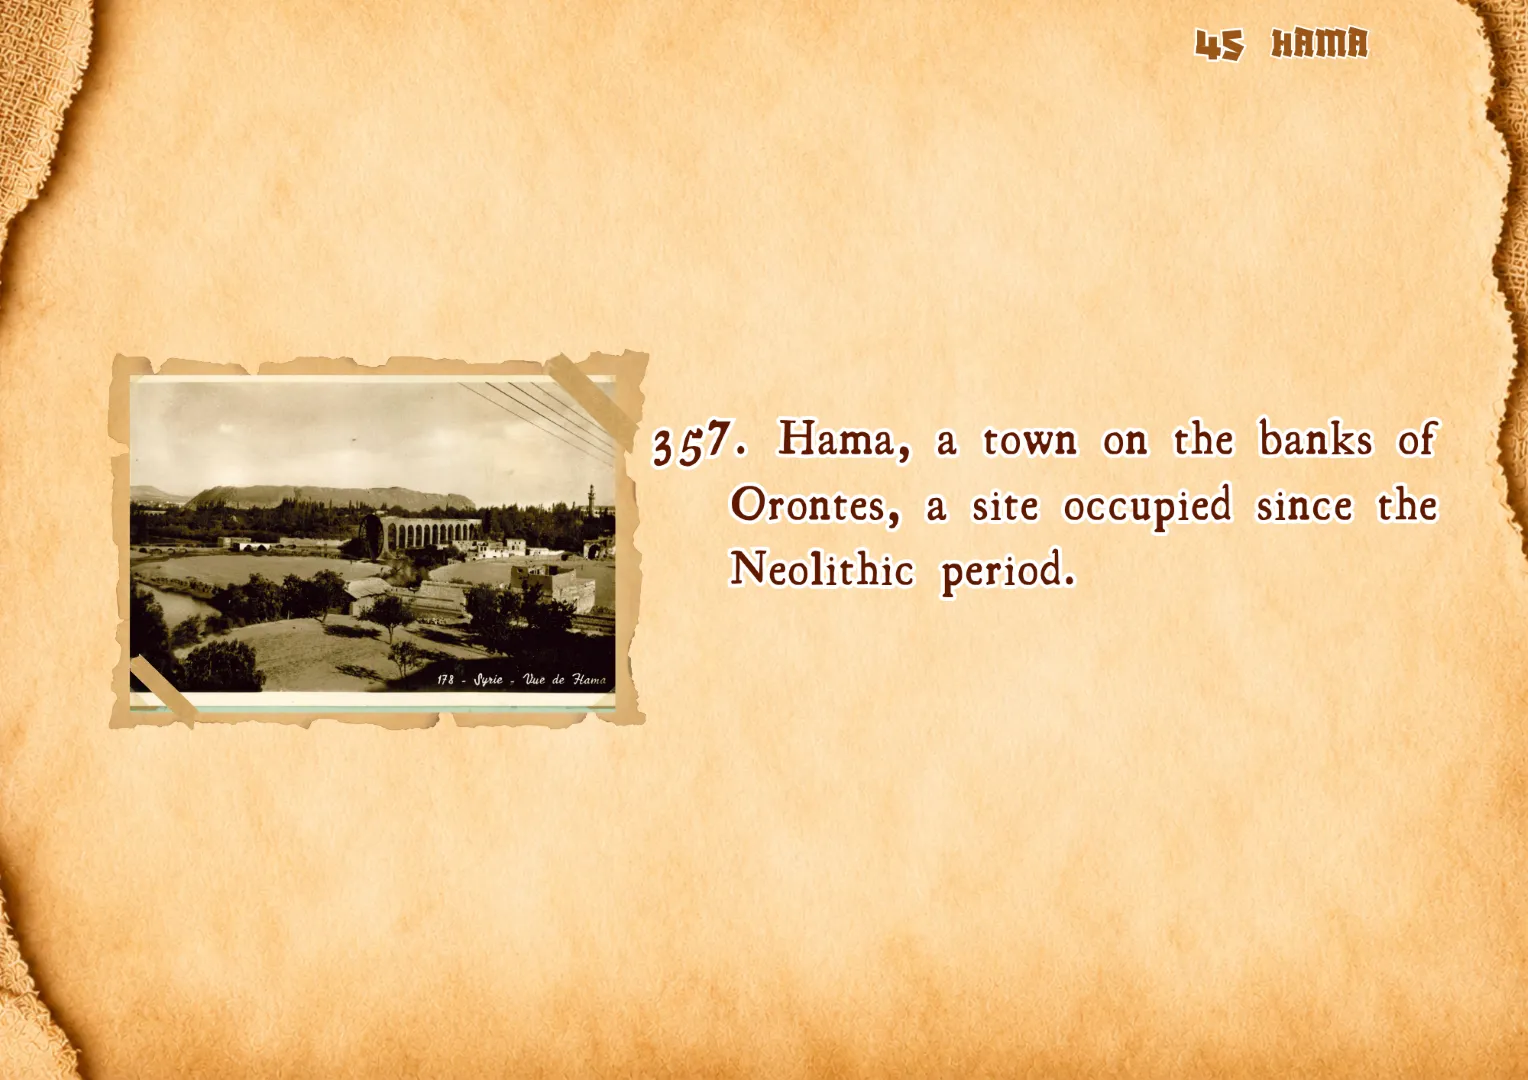 45 HAMA
357. Hama, a town on the banks of
Orontes, a site occupied since the
Neolithic period.
178 - Syrie - Vue de Hama